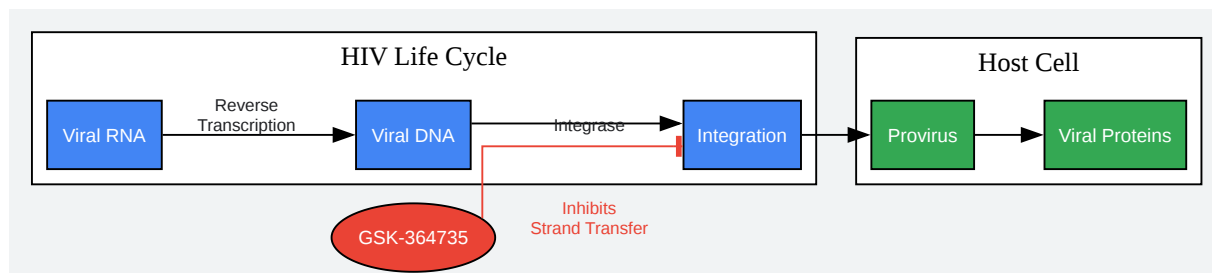 HIV Life Cycle
Host Cell
Reverse
Transcription
Viral RNA
Viral DNA
Integrase
Integration
Provirus
Viral Proteins
Inhibits
Strand Transfer
GSK-364735